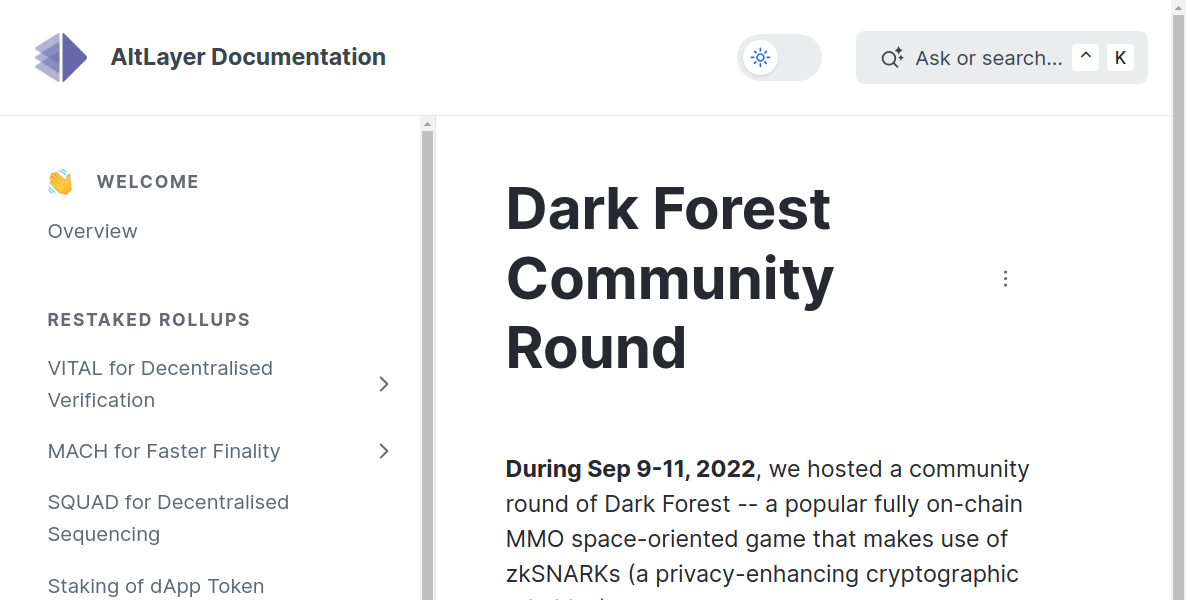 AltLayer Documentation
Ask or search...
^
K
WELCOME
Overview
RESTAKED ROLLUPS
VITAL for Decentralised
Verification
MACH for Faster Finality
SQUAD for Decentralised
Sequencing
Staking of dApp Token
Dark Forest
Community
Round
During Sep 9-11, 2022, we hosted a community
round of Dark Forest -- a popular fully on-chain
MMO space-oriented game that makes use of
zkSNARKs (a privacy-enhancing cryptographic